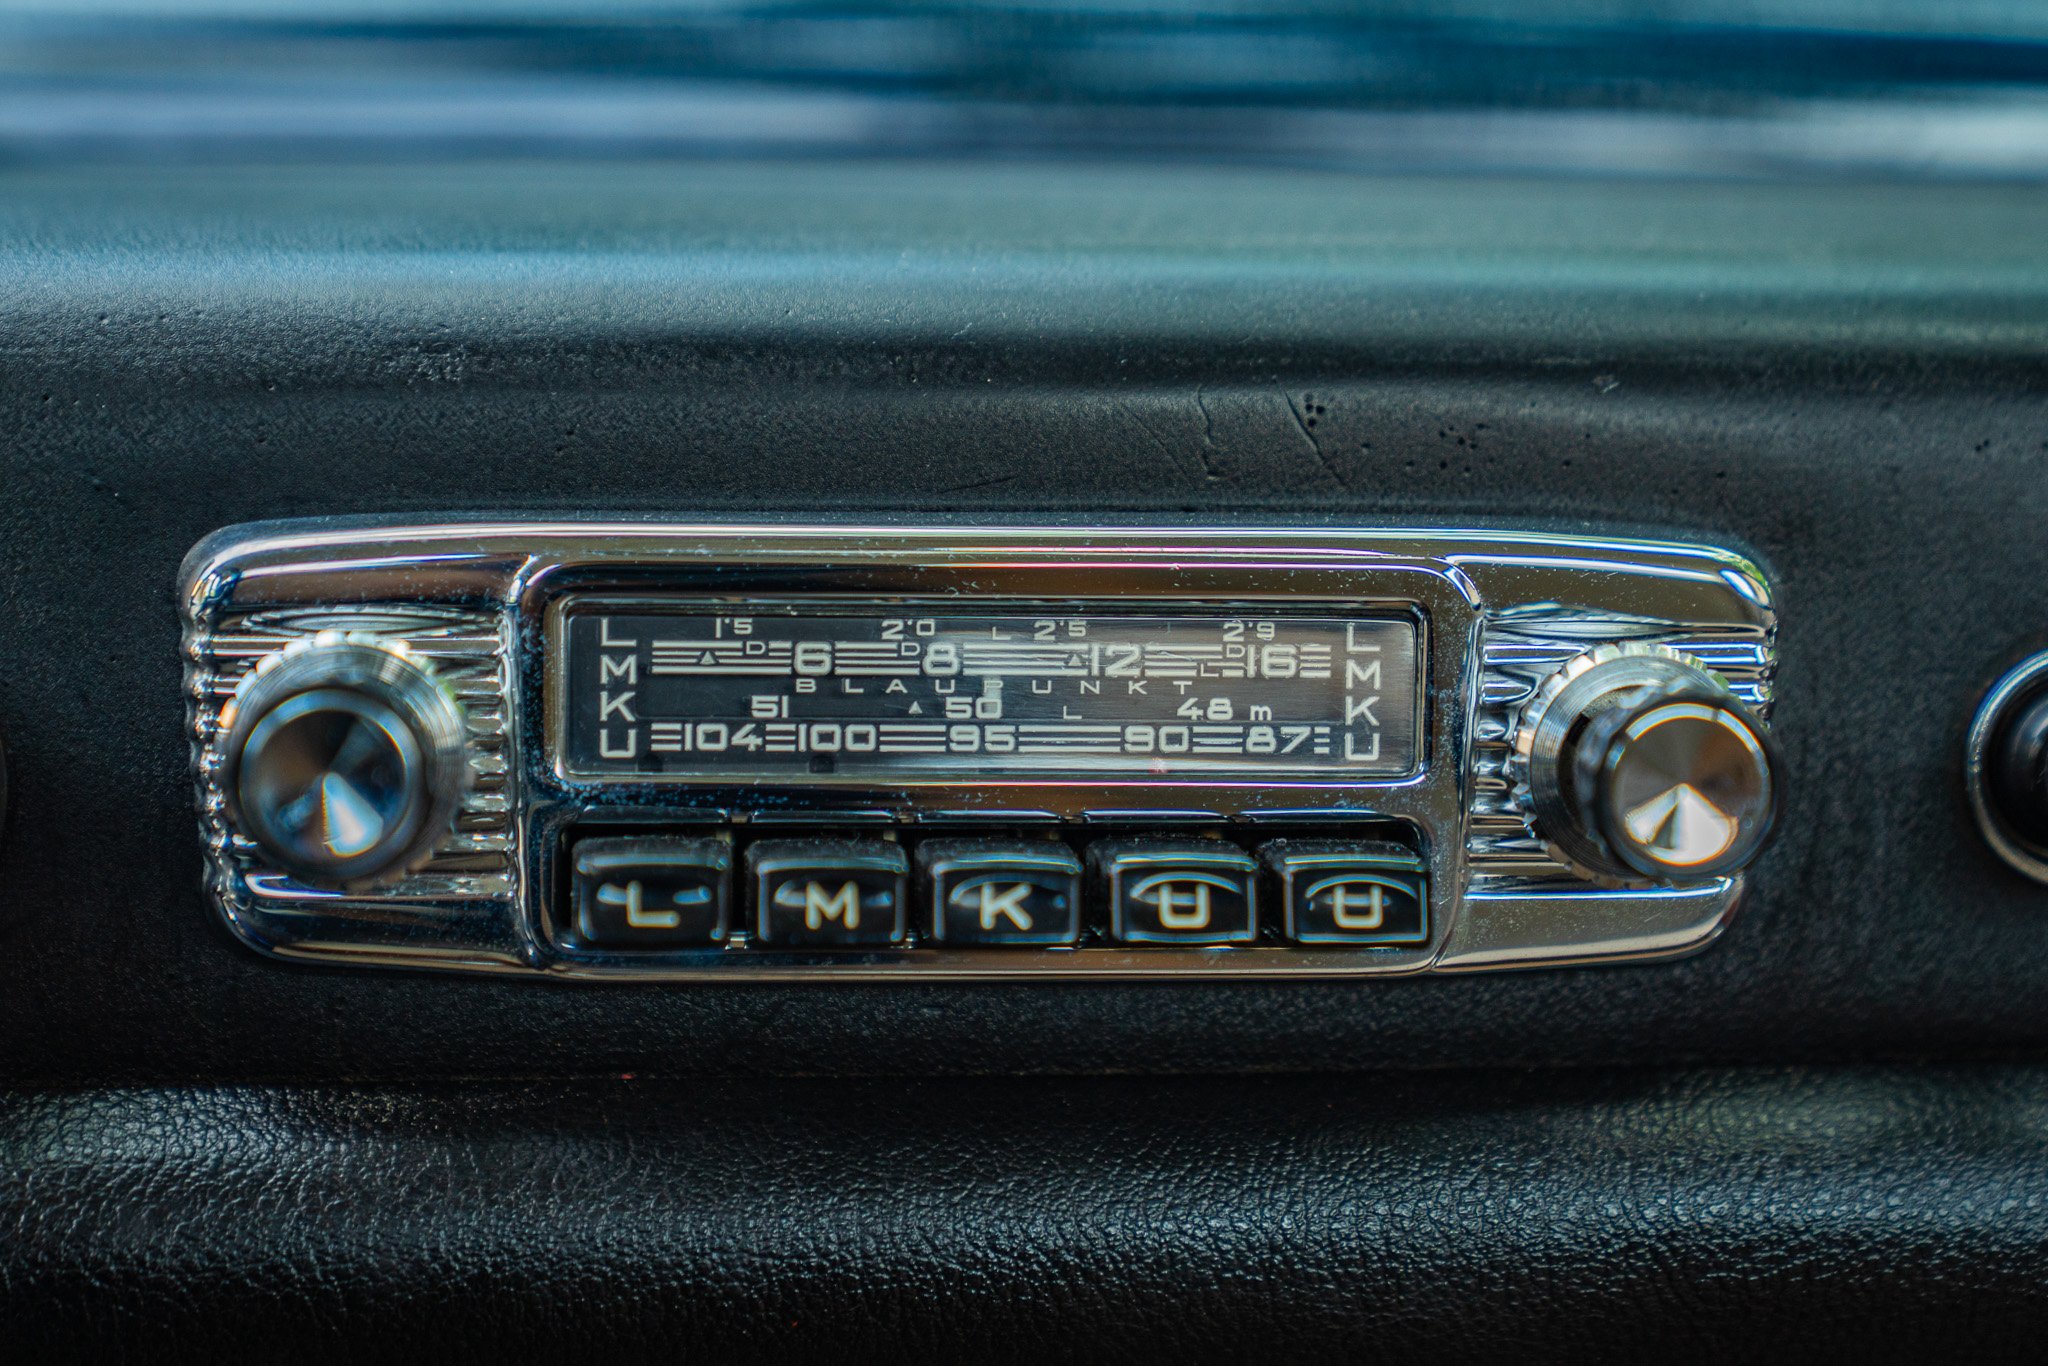 L 1'5 2'0 L 2'5 2'9 L
M D 6 D 8 12 L D 16 M
BLAUPUNKT
K 51 50 L 48 m K
U 104 100 95 90 87 U
L M K U U